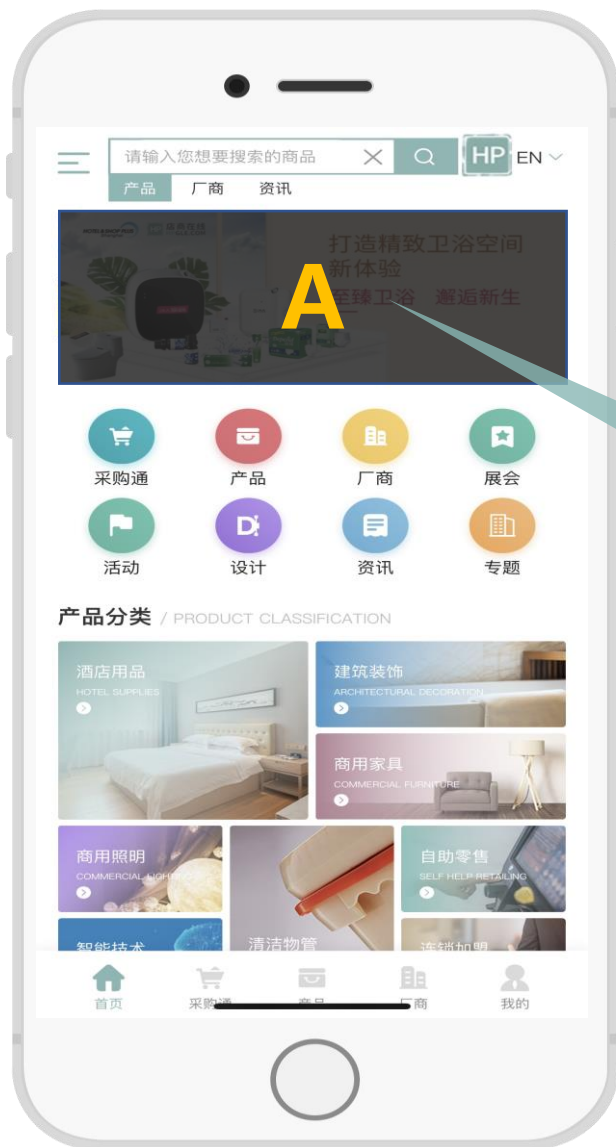 请输入您想要搜索的商品
HP EN
产品 厂商 资讯
打造精致卫浴空间
新体验
至臻卫浴 邂逅新生
A
采购通 产品 厂商 展会
活动 设计 资讯 专题
产品分类 / PRODUCT CLASSIFICATION
酒店用品
HOTEL SUPPLIES
建筑装饰
ARCHITECTURAL DECORATION
商用家具
COMMERCIAL FURNITURE
商用照明
COMMERCIAL LIGHTING
自助零售
SELF HELP RETAILING
智能技术
清洁物管
连锁加盟
首页 采购通 产品 厂商 我的